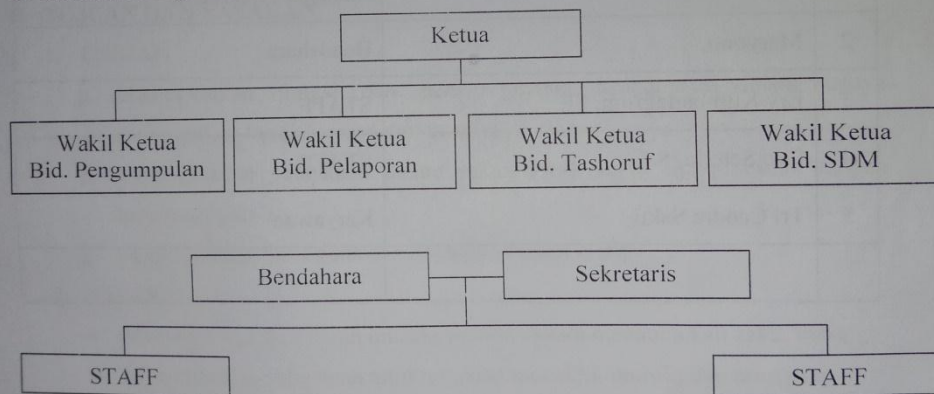 Ketua
Wakil Ketua
Bid. Pengumpulan
Wakil Ketua
Bid. Pelaporan
Wakil Ketua
Bid. Tashoruf
Wakil Ketua
Bid. SDM
Bendahara
Sekretaris
STAFF
STAFF